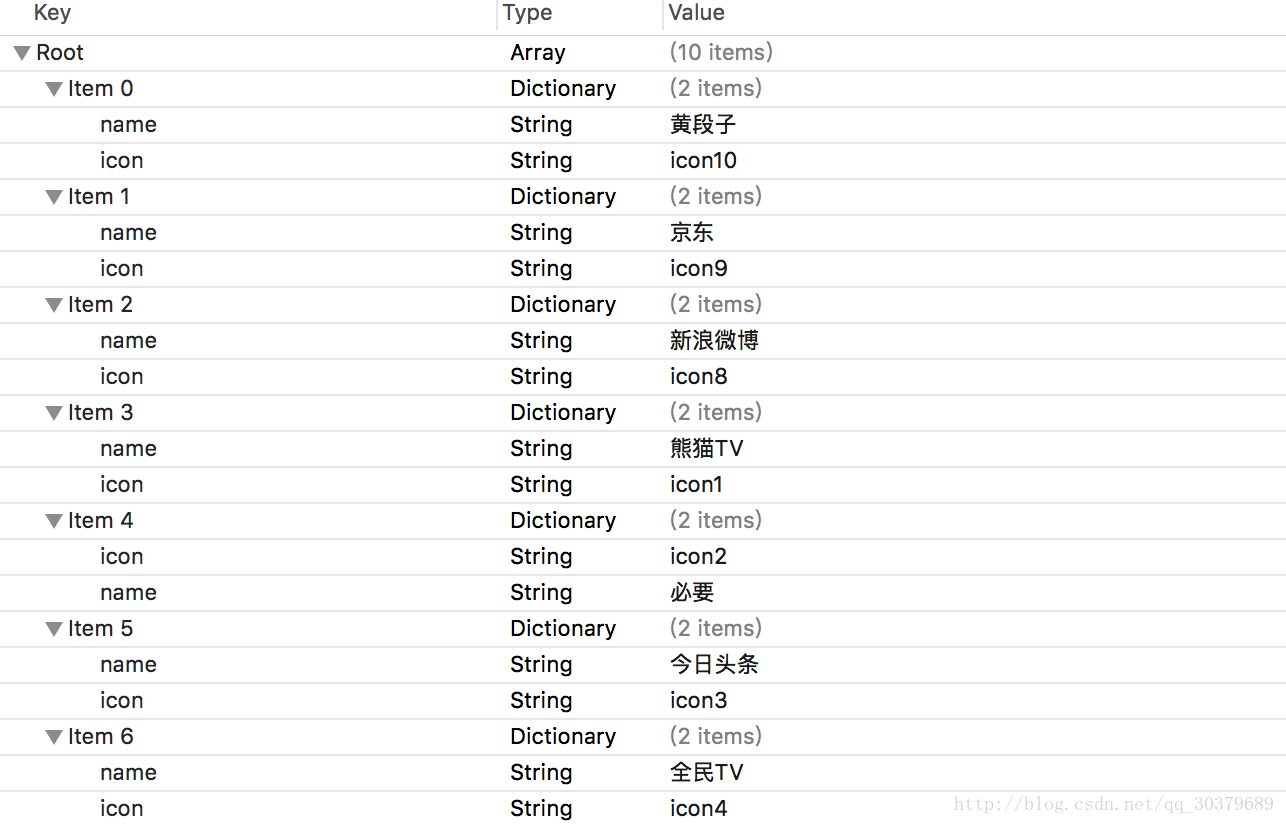 Key Type Value
Root Array (10 items)
Item 0 Dictionary (2 items)
name String 黄段子
icon String icon10
Item 1 Dictionary (2 items)
name String 京东
icon String icon9
Item 2 Dictionary (2 items)
name String 新浪微博
icon String icon8
Item 3 Dictionary (2 items)
name String 熊猫TV
icon String icon1
Item 4 Dictionary (2 items)
icon String icon2
name String 必要
Item 5 Dictionary (2 items)
name String 今日头条
icon String icon3
Item 6 Dictionary (2 items)
name String 全民TV
icon String icon4
http://blog.csdn.net/qq_30379689